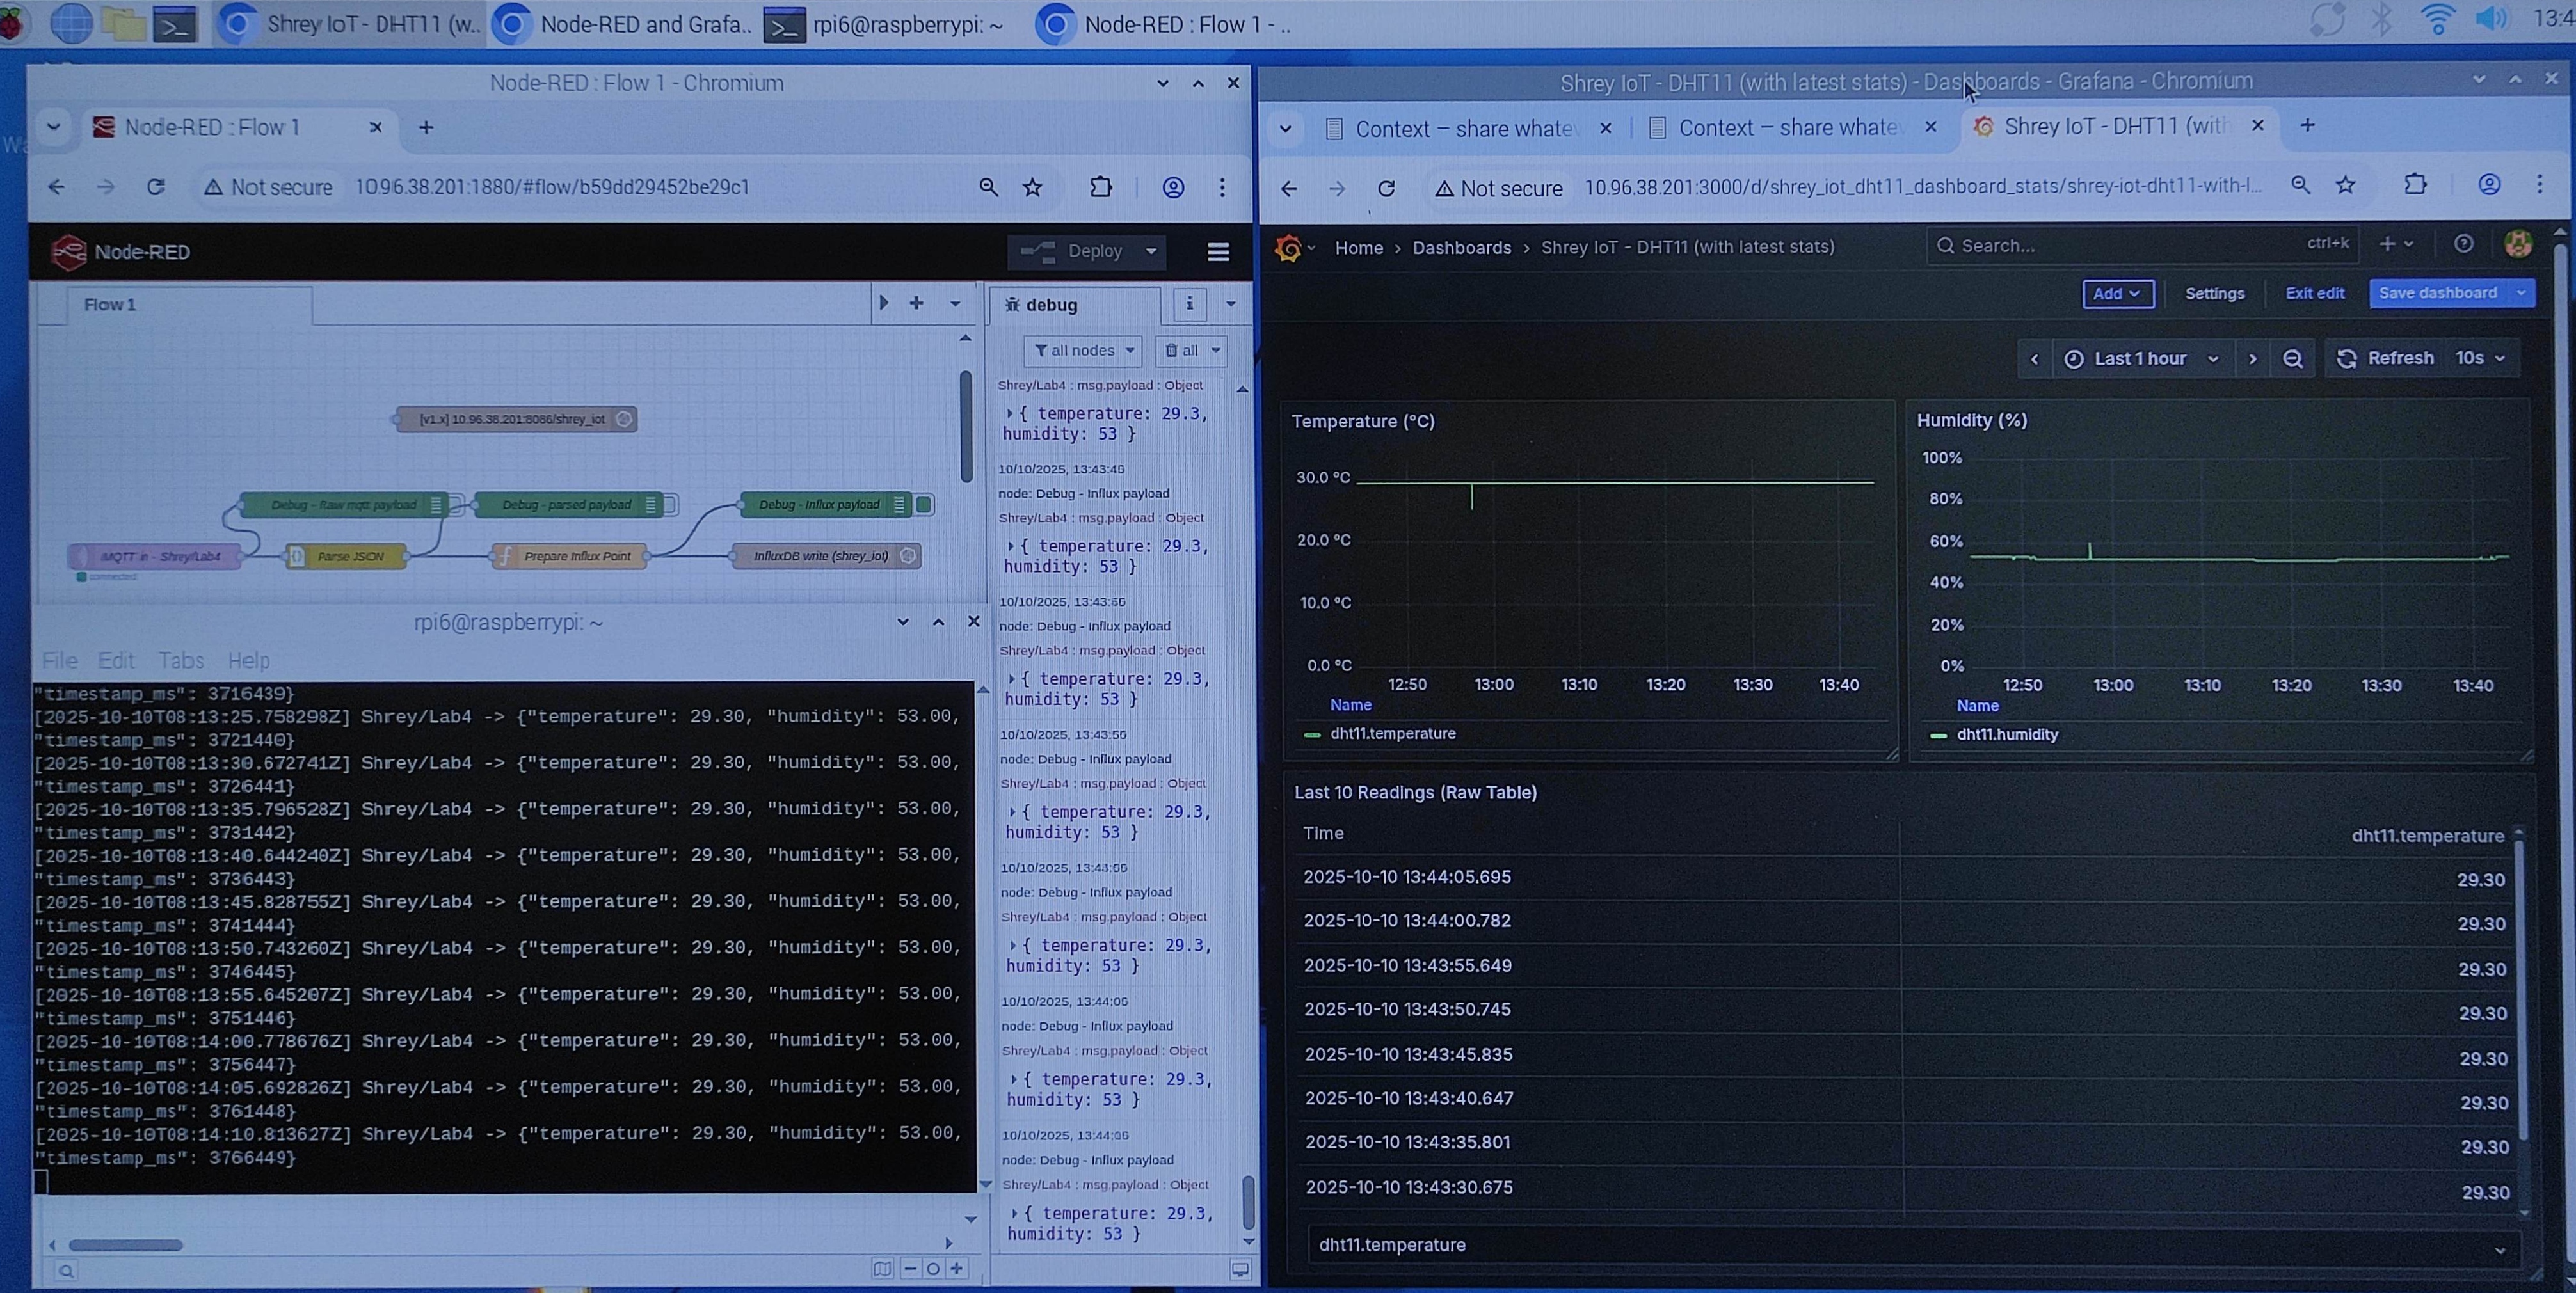 Shrey IoT - DHT11 (w..
Node-RED and Grafa..
rpi6@raspberrypi: ~
Node-RED : Flow 1 - ..
13:4
Node-RED : Flow 1 - Chromium
Node-RED : Flow 1
Not secure
10.96.38.201:1880/#flow/b59dd29452be29c1
Node-RED
Deploy
Flow 1
debug
i
all nodes
all
[v1.x] 10.96.38.201:8086/shrey_iot
Debug - Raw mqtt payload
Debug - parsed payload
Debug - Influx payload
MQTT in - Shrey/Lab4
Parse JSON
Prepare Influx Point
InfluxDB write (shrey_iot)
connected
Shrey/Lab4 : msg.payload : Object
{ temperature: 29.3,
humidity: 53 }
10/10/2025, 13:43:46
node: Debug - Influx payload
Shrey/Lab4 : msg.payload : Object
{ temperature: 29.3,
humidity: 53 }
10/10/2025,
node: Debug - Influx payload
Shrey/Lab4 : msg.payload : Object
{ temperature: 29.3,
humidity: 53 }
10/10/2025,
node: Debug - Influx payload
Shrey/Lab4 : msg.payload : Object
{ temperature: 29.3,
humidity: 53 }
10/10/2025,
node: Debug - Influx payload
Shrey/Lab4 : msg.payload : Object
{ temperature: 29.3,
humidity: 53 }
10/10/2025,
node: Debug - Influx payload
Shrey/Lab4 : msg.payload : Object
{ temperature: 29.3,
humidity: 53 }
10/10/2025,
node: Debug - Influx payload
Shrey/Lab4 : msg.payload : Object
{ temperature: 29.3,
humidity: 53 }
rpi6@raspberrypi: ~
File Edit Tabs Help
"timestamp_ms": 3716439}
[2025-10-10T08:13:25.758298Z] Shrey/Lab4 -> {"temperature": 29.30, "humidity": 53.00,
"timestamp_ms": 3721440}
[2025-10-10T08:13:30.672741Z] Shrey/Lab4 -> {"temperature": 29.30, "humidity": 53.00,
"timestamp_ms": 3726441}
[2025-10-10T08:13:35.796528Z] Shrey/Lab4 -> {"temperature": 29.30, "humidity": 53.00,
"timestamp_ms": 3731442}
[2025-10-10T08:13:40.644240Z] Shrey/Lab4 -> {"temperature": 29.30, "humidity": 53.00,
"timestamp_ms": 3736443}
[2025-10-10T08:13:45.828755Z] Shrey/Lab4 -> {"temperature": 29.30, "humidity": 53.00,
"timestamp_ms": 3741444}
[2025-10-10T08:13:50.743260Z] Shrey/Lab4 -> {"temperature": 29.30, "humidity": 53.00,
"timestamp_ms": 3746445}
[2025-10-10T08:13:55.645207Z] Shrey/Lab4 -> {"temperature": 29.30, "humidity": 53.00,
"timestamp_ms": 3751446}
[2025-10-10T08:14:00.778676Z] Shrey/Lab4 -> {"temperature": 29.30, "humidity": 53.00,
"timestamp_ms": 3756447}
[2025-10-10T08:14:05.692826Z] Shrey/Lab4 -> {"temperature": 29.30, "humidity": 53.00,
"timestamp_ms": 3761448}
[2025-10-10T08:14:10.813627Z] Shrey/Lab4 -> {"temperature": 29.30, "humidity": 53.00,
"timestamp_ms": 3766449}
Shrey IoT - DHT11 (with latest stats) - Dashboards - Grafana - Chromium
Context – share whate
Context – share whate
Shrey IoT - DHT11 (with
Not secure
10.96.38.201:3000/d/shrey_iot_dht11_dashboard_stats/shrey-iot-dht11-with-l...
Home › Dashboards › Shrey IoT - DHT11 (with latest stats)
Search...
ctrl+k
Add
Settings
Exit edit
Save dashboard
Last 1 hour
Refresh
10s
Temperature (°C)
30.0 °C
20.0 °C
10.0 °C
0.0 °C
12:50 13:00 13:10 13:20 13:30 13:40
Name
dht11.temperature
Humidity (%)
100%
80%
60%
40%
20%
0%
12:50 13:00 13:10 13:20 13:30 13:40
Name
dht11.humidity
Last 10 Readings (Raw Table)
Time dht11.temperature
2025-10-10 13:44:05.695 29.30
2025-10-10 13:44:00.782 29.30
2025-10-10 13:43:55.649 29.30
2025-10-10 13:43:50.745 29.30
2025-10-10 13:43:45.835 29.30
2025-10-10 13:43:40.647 29.30
2025-10-10 13:43:35.801 29.30
2025-10-10 13:43:30.675 29.30
dht11.temperature